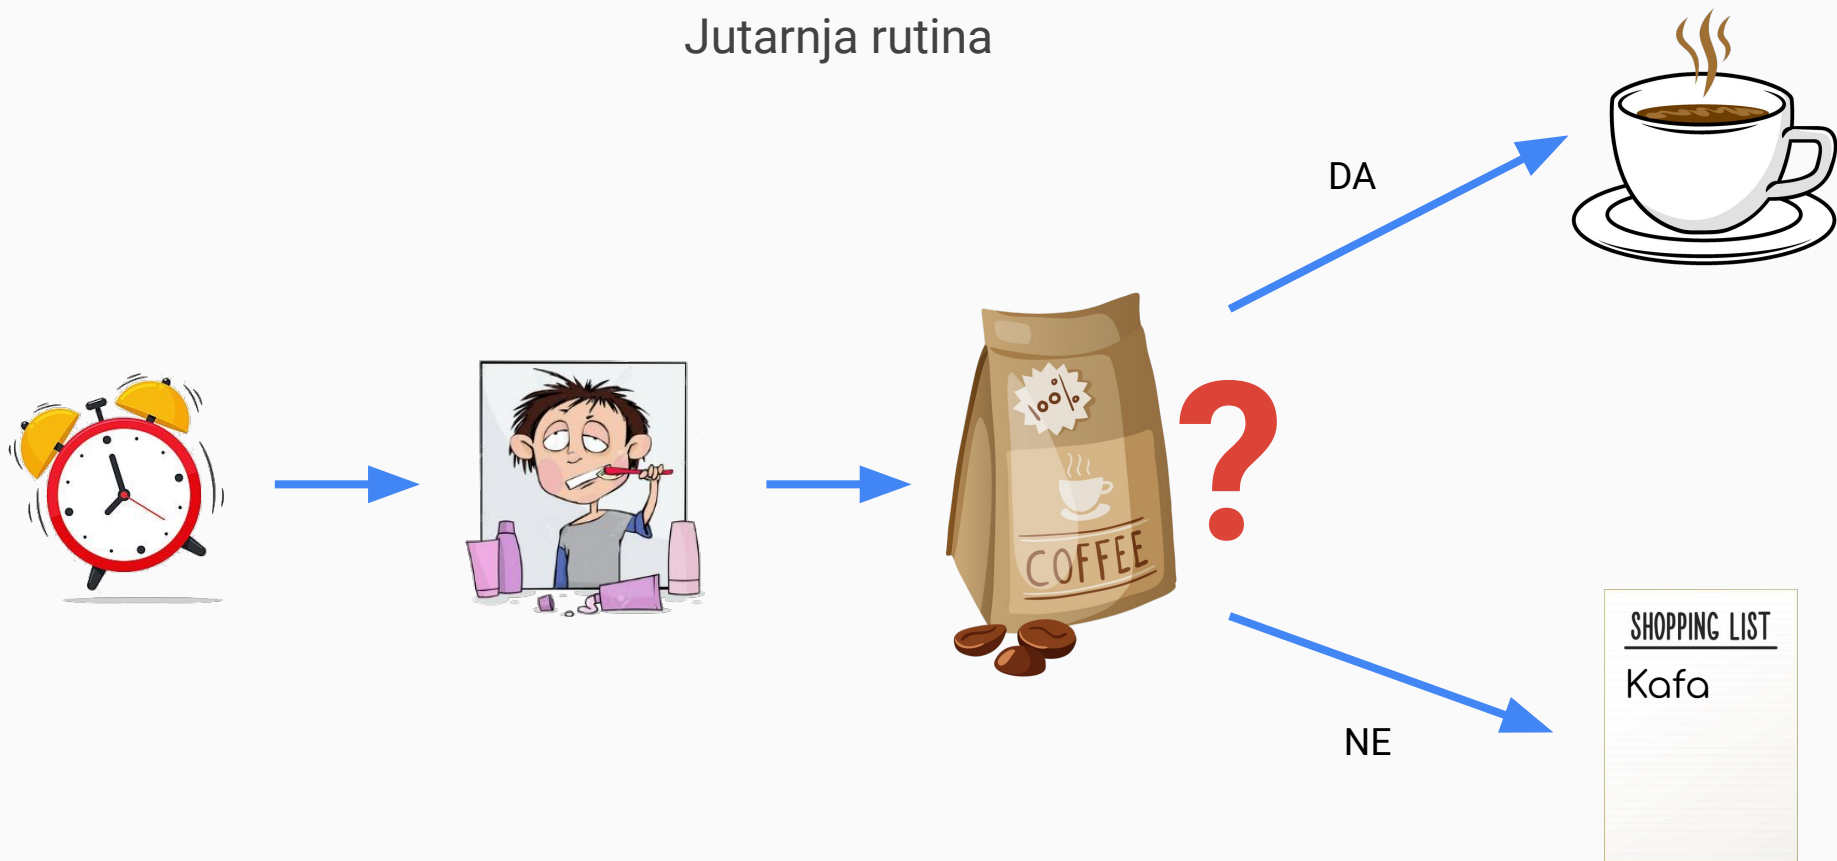 Jutarnja rutina
DA
100%
COFFEE
?
NE
SHOPPING LIST
Kafa